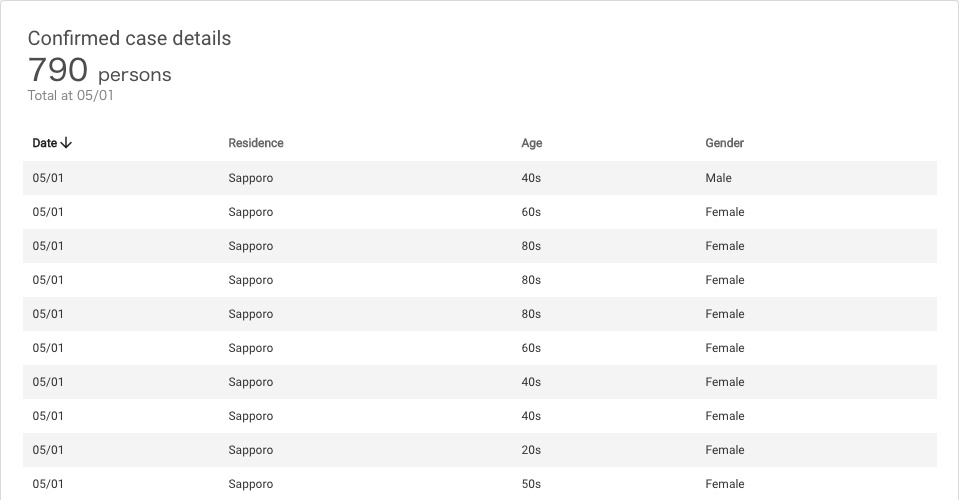 Confirmed case details
790 persons
Total at 05/01
Date Residence Age Gender
05/01 Sapporo 40s Male
05/01 Sapporo 60s Female
05/01 Sapporo 80s Female
05/01 Sapporo 80s Female
05/01 Sapporo 80s Female
05/01 Sapporo 60s Female
05/01 Sapporo 40s Female
05/01 Sapporo 40s Female
05/01 Sapporo 20s Female
05/01 Sapporo 50s Female